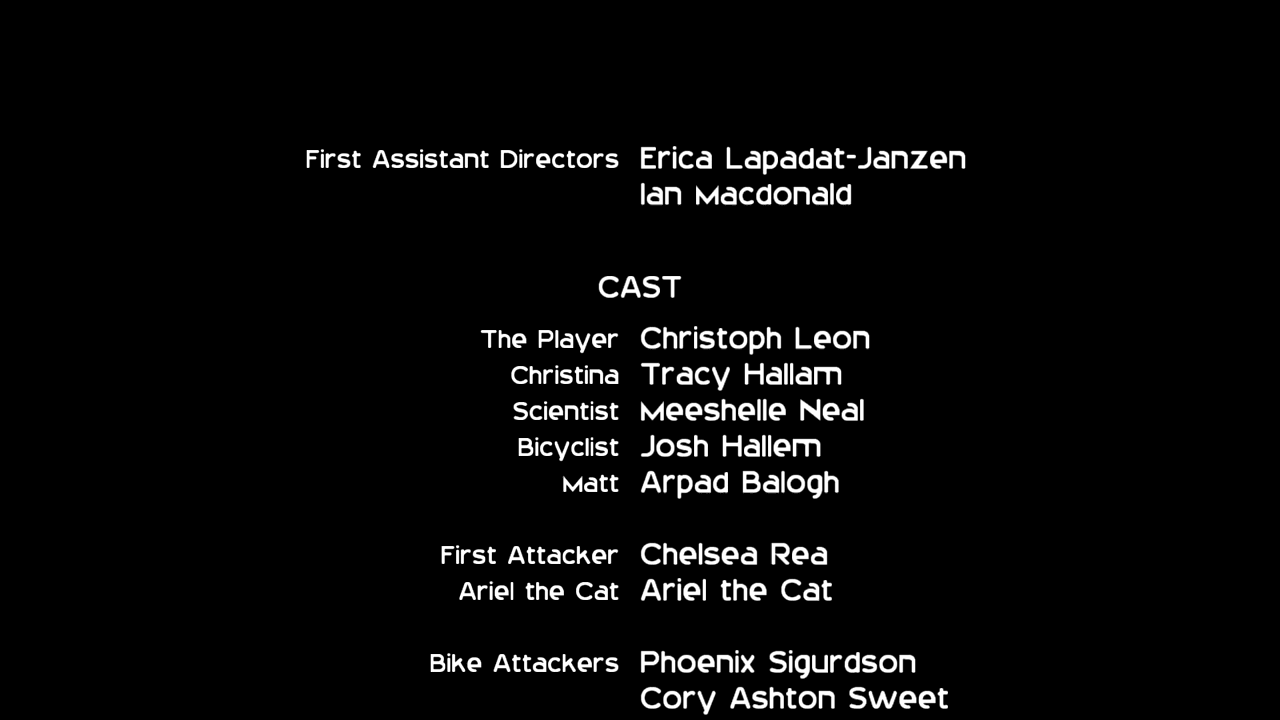 First Assistant Directors Erica Lapadat-Janzen
Ian Macdonald
CAST
The Player Christoph Leon
Christina Tracy Hallam
Scientist Meeshelle Neal
Bicyclist Josh Hallem
Matt Arpad Balogh
First Attacker Chelsea Rea
Ariel the Cat Ariel the Cat
Bike Attackers Phoenix Sigurdson
Cory Ashton Sweet